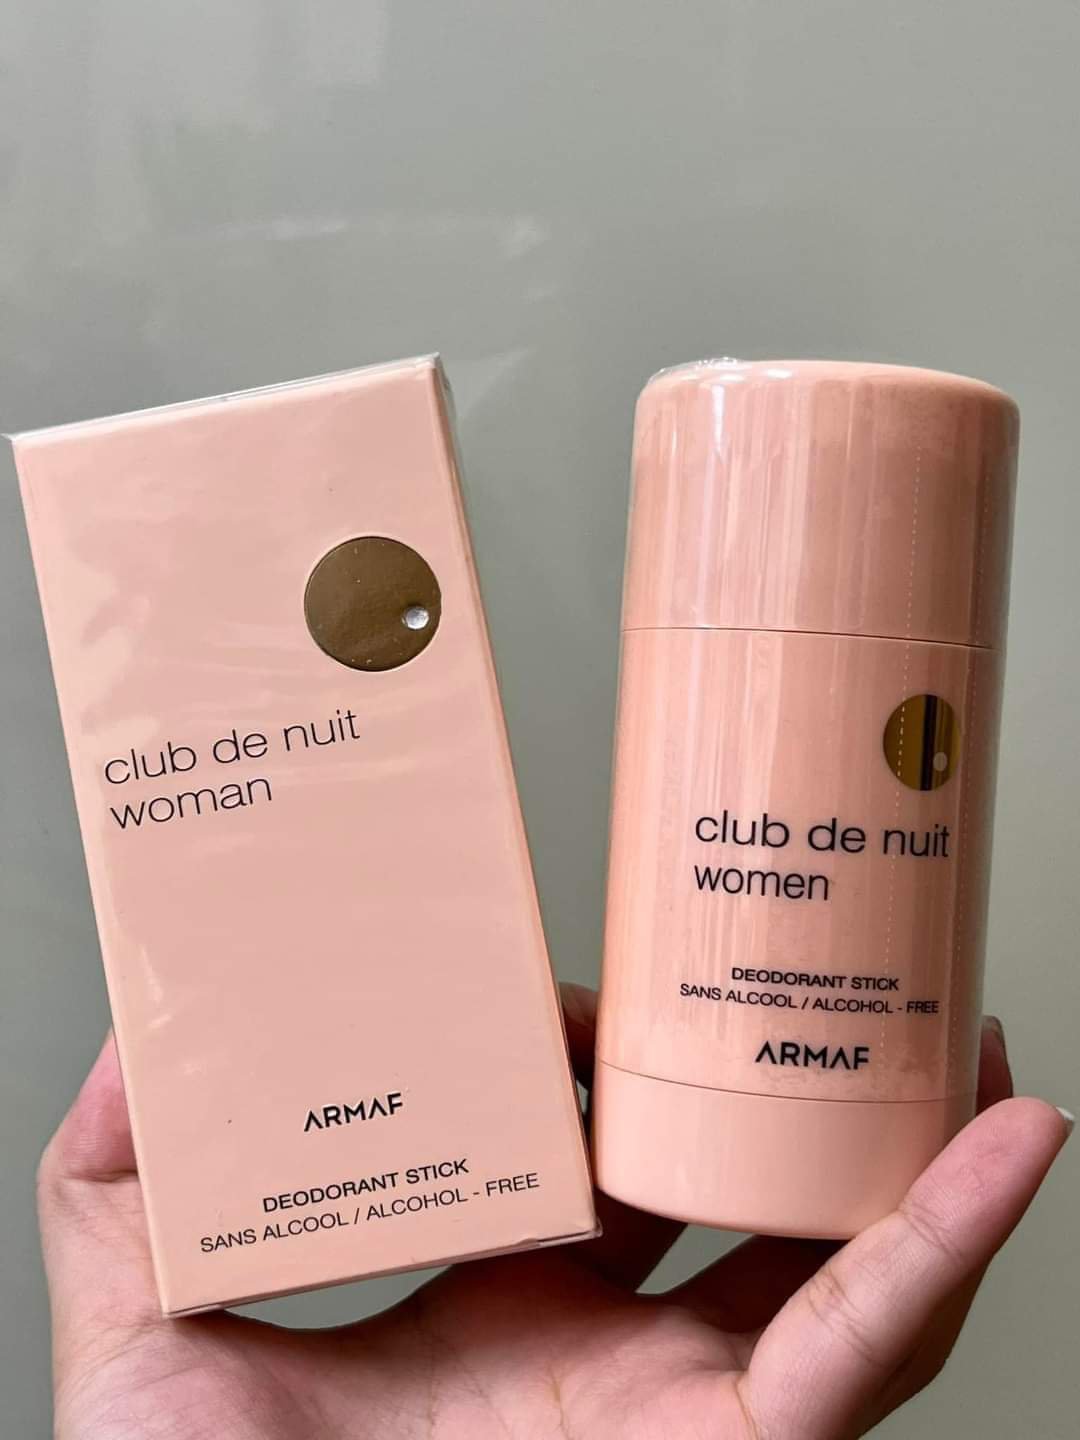 club de nuit
woman
ARMAF
DEODORANT STICK
SANS ALCOOL / ALCOHOL - FREE
club de nuit
women
DEODORANT STICK
SANS ALCOOL / ALCOHOL - FREE
ARMAF